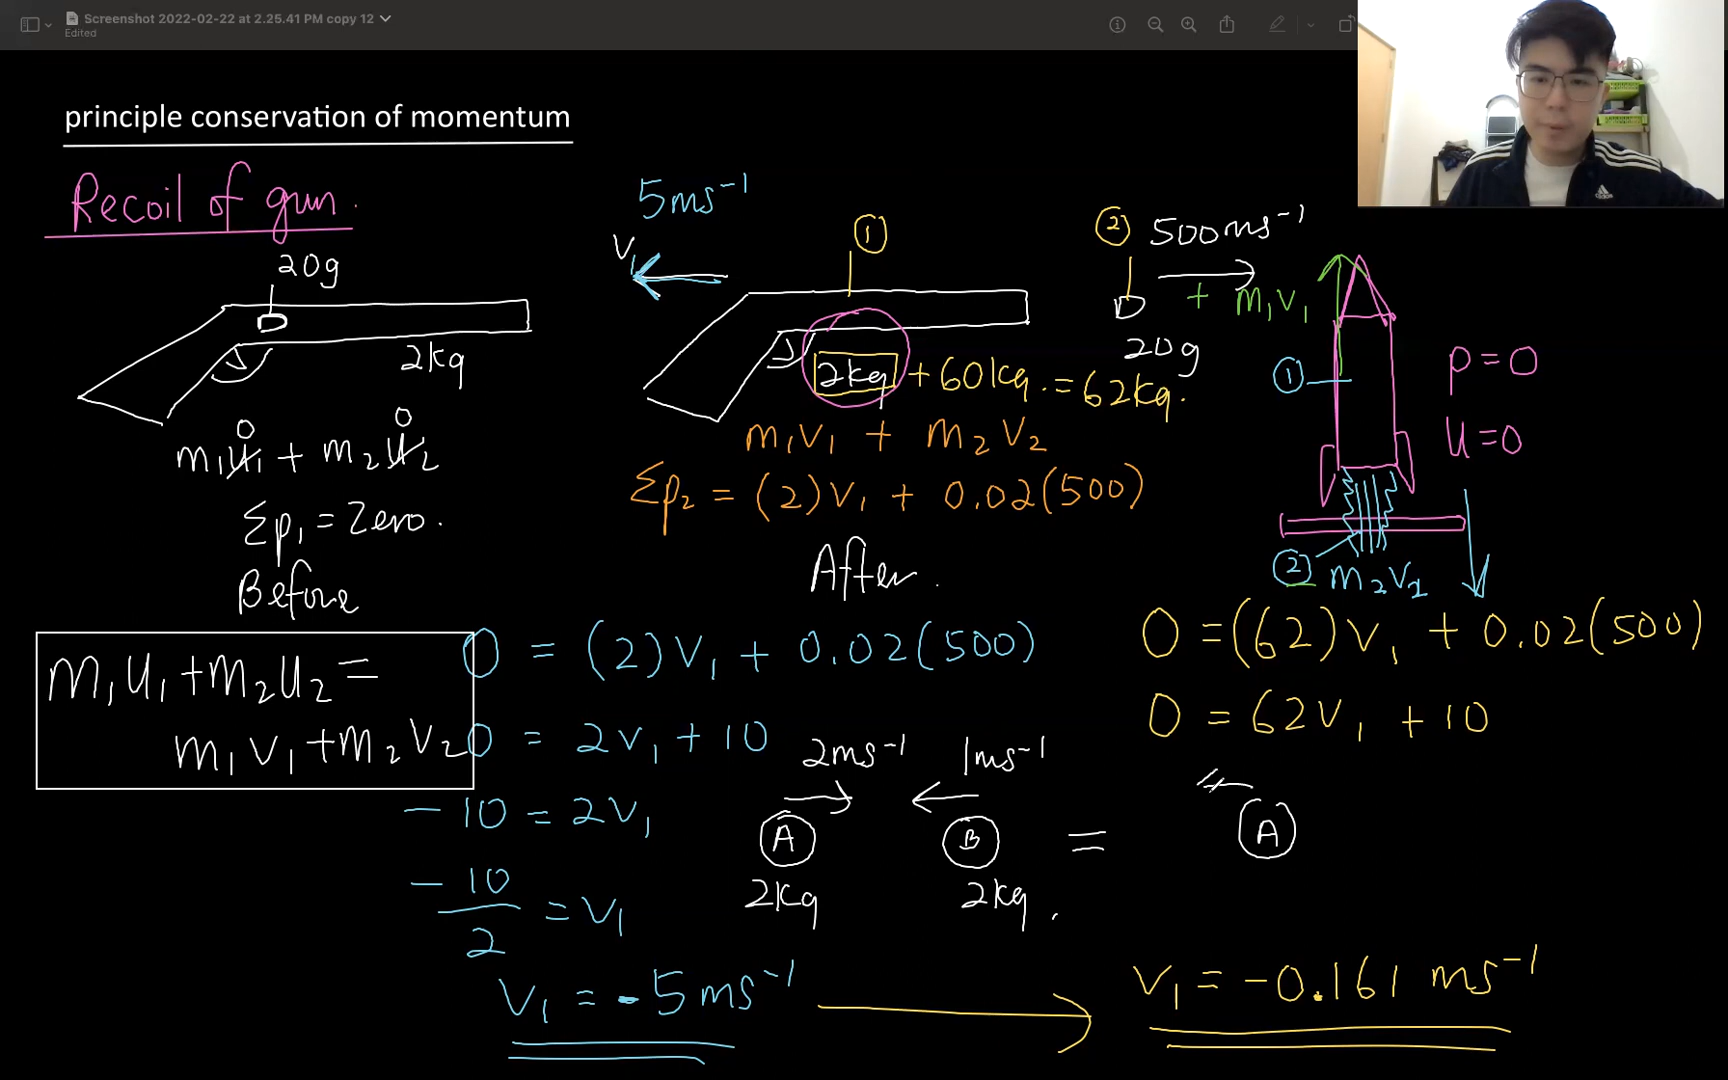 Screenshot 2022-02-22 at 2.25.41 PM copy 12
Edited
principle conservation of momentum
Recoil of gun.
20g
2kg
m₁u₁ + m₂u₂
0 0
Σp₁ = Zero.
Before
m₁u₁ + m₂u₂ =
m₁v₁ + m₂v₂
5ms⁻¹
V₁
①
2kg + 60kg. = 62kg.
m₁v₁ + m₂v₂
Σp₂ = (2)v₁ + 0.02(500)
After.
② 500ms⁻¹
20g
+ m₁v₁
①
p = 0
u = 0
② m₂v₂
0 = (2)v₁ + 0.02(500)
0 = 2v₁ + 10
-10 = 2v₁
-10/2 = v₁
v₁ = -5ms⁻¹
2ms⁻¹ 1ms⁻¹
A B = A
2kg 2kg.
0 = (62)v₁ + 0.02(500)
0 = 62v₁ + 10
v₁ = -0.161 ms⁻¹
adidas